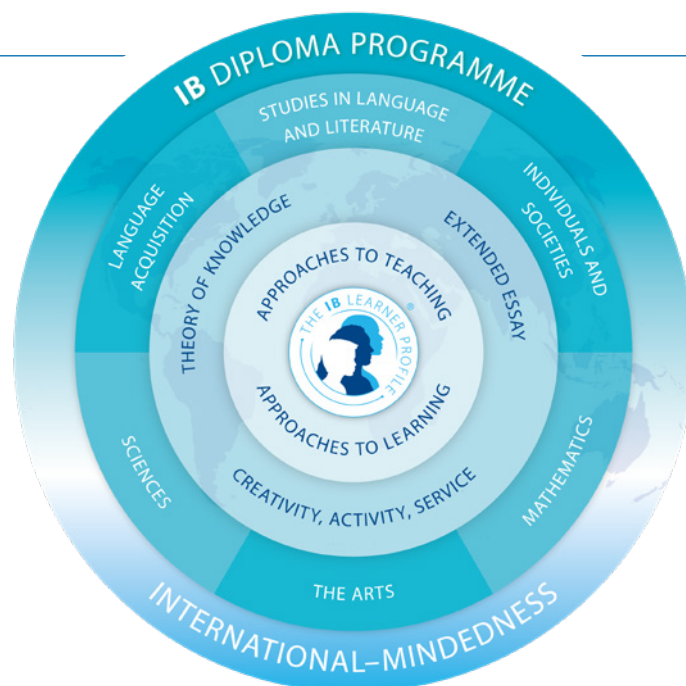 IB DIPLOMA PROGRAMME
STUDIES IN LANGUAGE
AND LITERATURE
LANGUAGE
ACQUISITION
INDIVIDUALS AND
SOCIETIES
THEORY OF KNOWLEDGE
EXTENDED ESSAY
APPROACHES TO TEACHING
THE IB LEARNER PROFILE
®
APPROACHES TO LEARNING
SCIENCES
MATHEMATICS
CREATIVITY, ACTIVITY, SERVICE
THE ARTS
INTERNATIONAL–MINDEDNESS